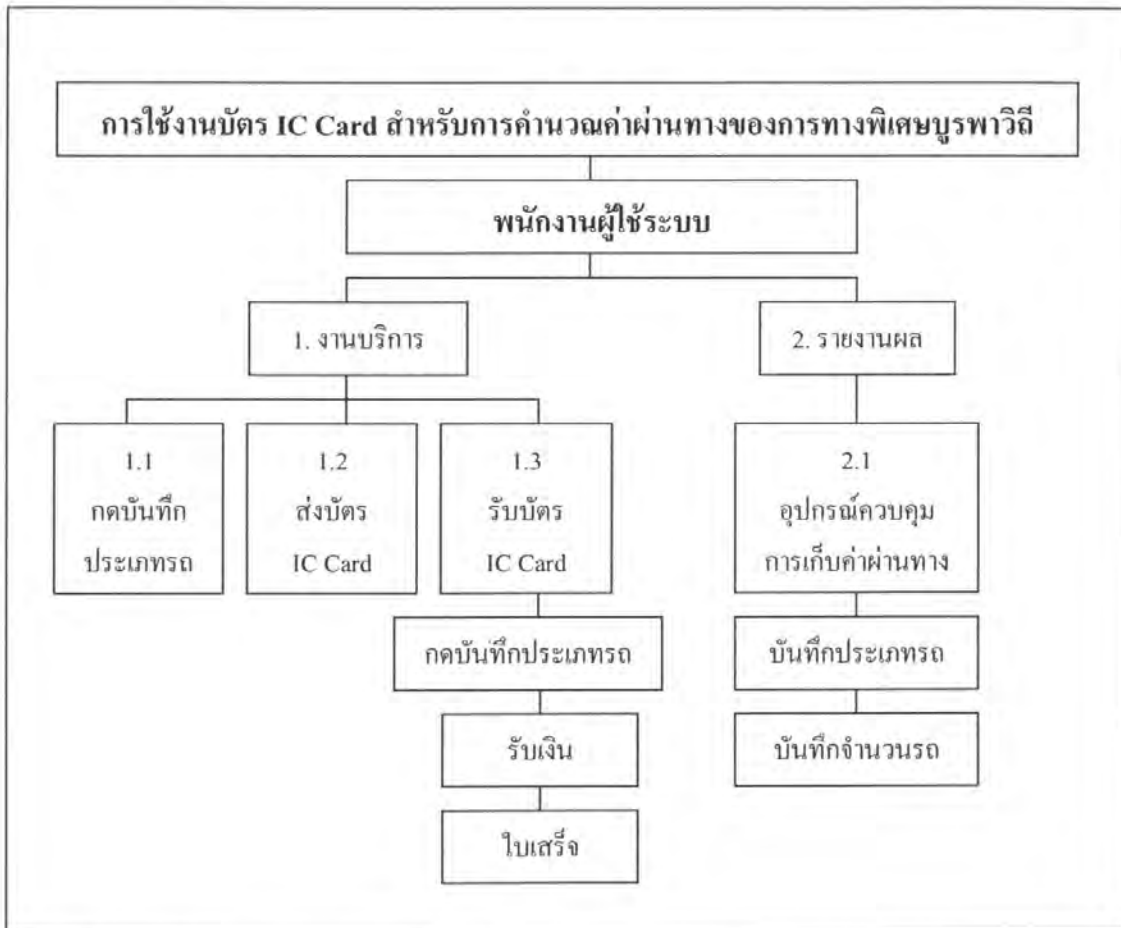 การใช้งานบัตร IC Card สำหรับการคำนวณค่าผ่านทางของการทางพิเศษบูรพาวิถี
พนักงานผู้ใช้ระบบ
1. งานบริการ
2. รายงานผล
1.1
กดบันทึก
ประเภทรถ
1.2
ส่งบัตร
IC Card
1.3
รับบัตร
IC Card
2.1
อุปกรณ์ควบคุม
การเก็บค่าผ่านทาง
กดบันทึกประเภทรถ
บันทึกประเภทรถ
รับเงิน
บันทึกจำนวนรถ
ใบเสร็จ